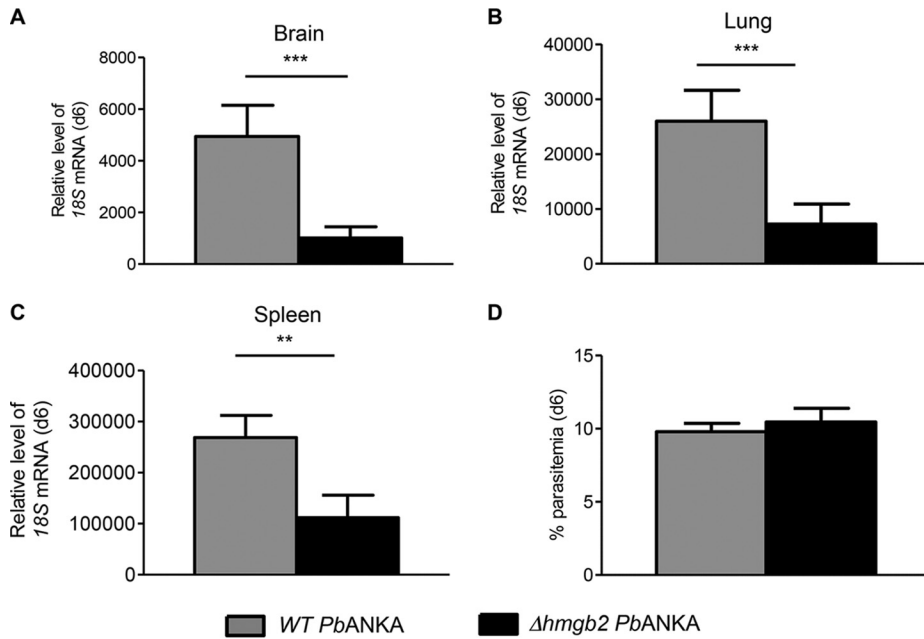 A
Brain
***
8000
6000
4000
2000
0
Relative level of
18S mRNA (d6)
B
Lung
***
40000
30000
20000
10000
0
Relative level of
18S mRNA (d6)
C
Spleen
**
400000
300000
200000
100000
0
Relative level of
18S mRNA (d6)
D
15
10
5
0
% parasitemia (d6)
WT PbANKA
Δhmgb2 PbANKA